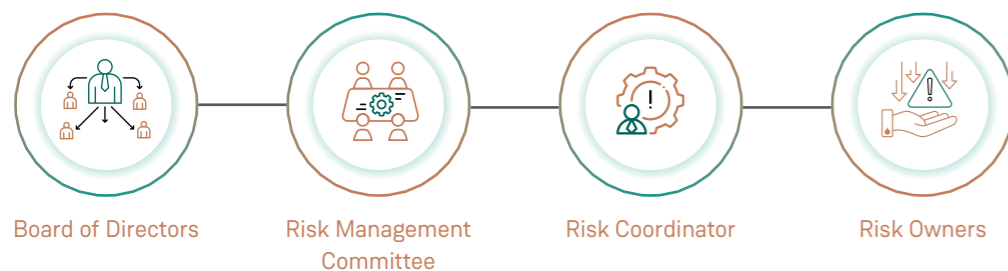 Board of Directors
Risk Management
Committee
Risk Coordinator
Risk Owners